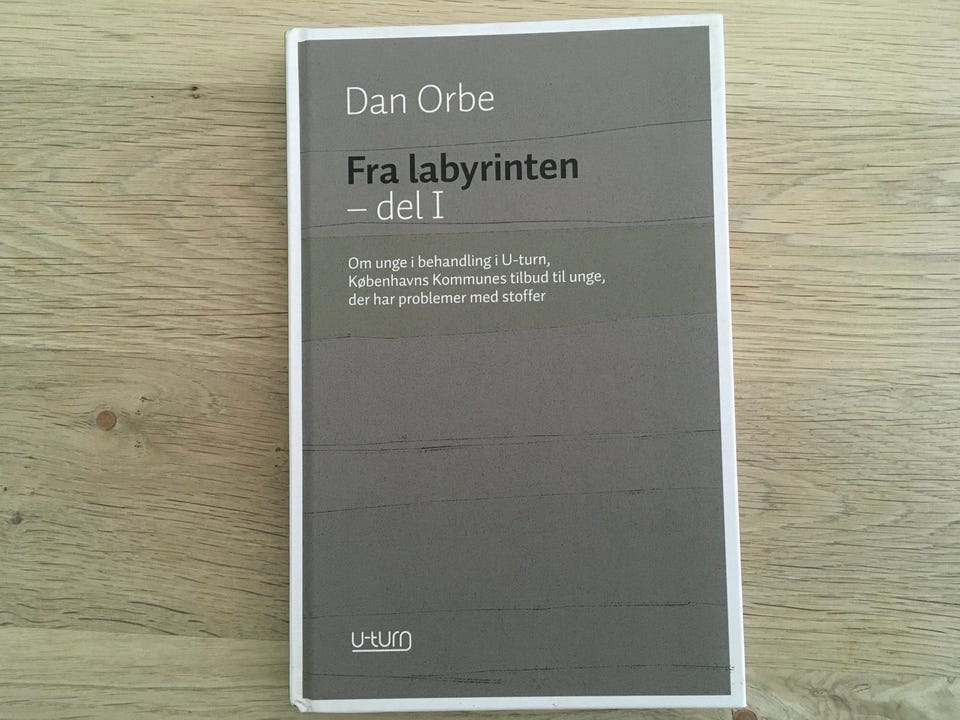 Dan Orbe
Fra labyrinten
– del I
Om unge i behandling i U-turn,
Københavns Kommunes tilbud til unge,
der har problemer med stoffer
U-turn